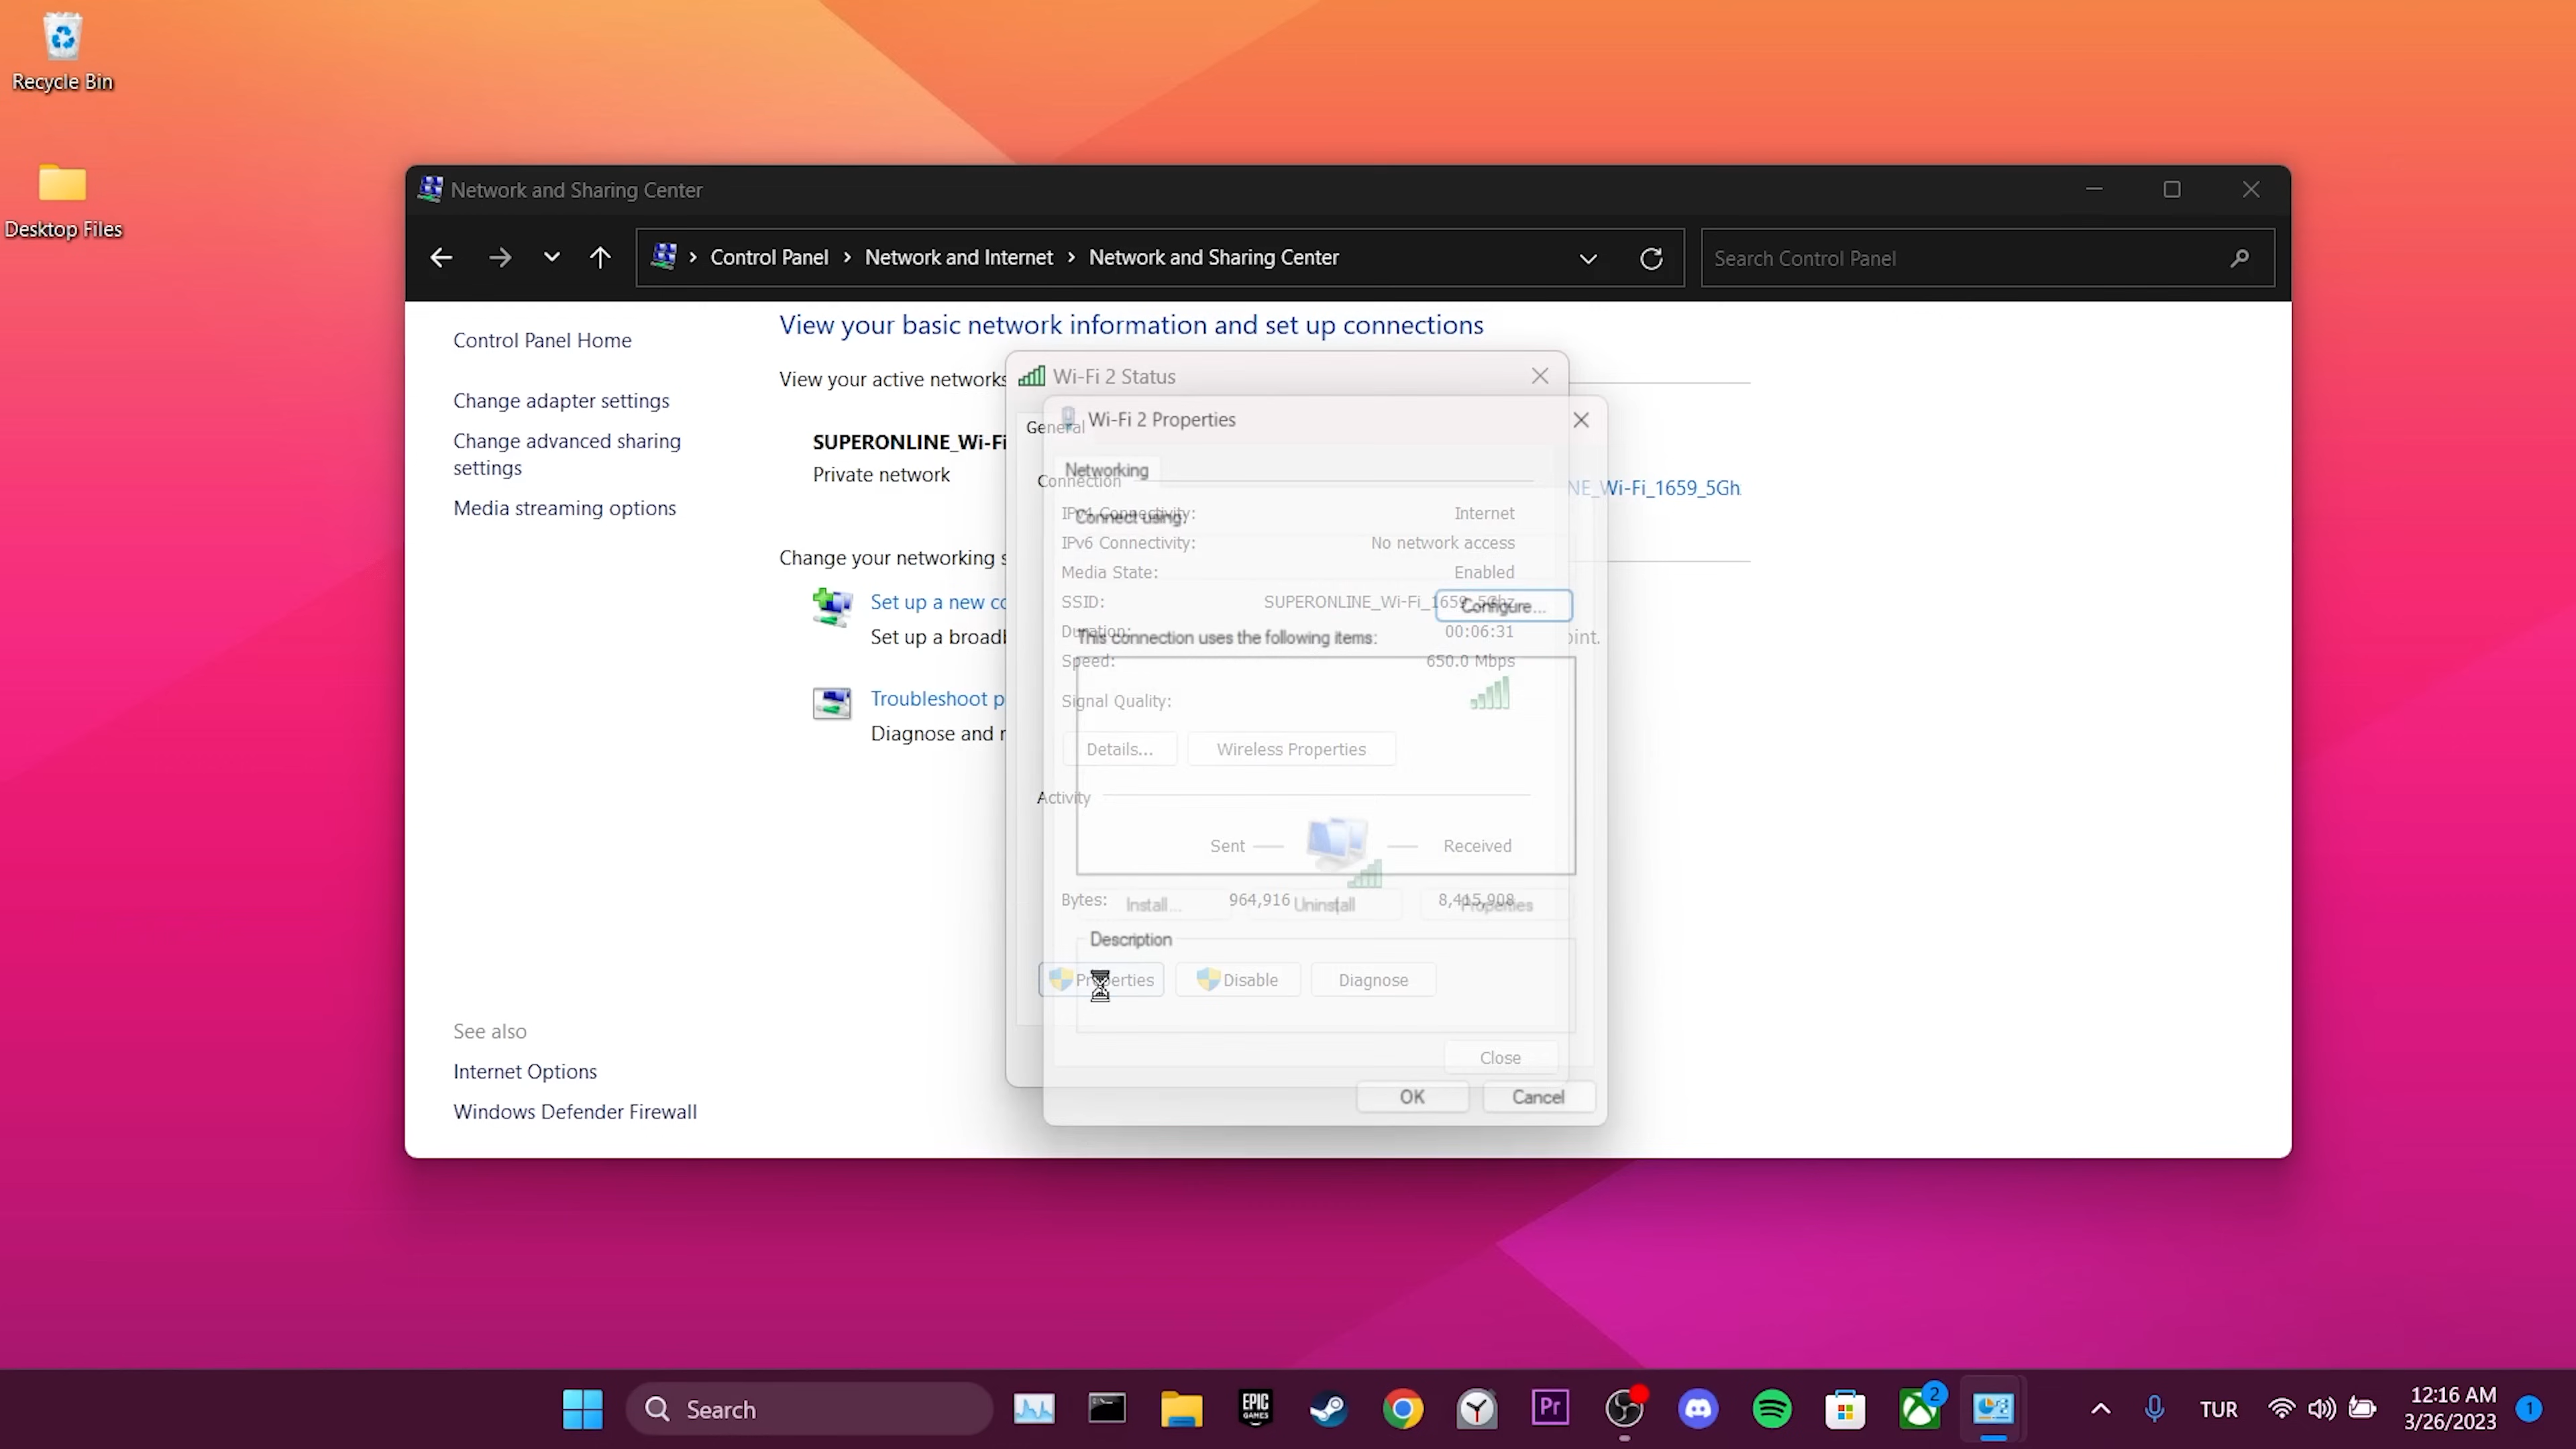 Recycle Bin
Desktop Files
Network and Sharing Center
Control Panel > Network and Internet > Network and Sharing Center
Search Control Panel
Control Panel Home
Change adapter settings
Change advanced sharing
settings
Media streaming options
See also
Internet Options
Windows Defender Firewall
View your basic network information and set up connections
View your active networks
SUPERONLINE_Wi-Fi
Private network
NE_Wi-Fi_1659_5Gh
Change your networking s
Set up a new co
Set up a broad
oint.
Troubleshoot p
Diagnose and r
Wi-Fi 2 Status
General
Connection
IPv4 Connectivity: Internet
IPv6 Connectivity: No network access
Media State: Enabled
SSID: SUPERONLINE_Wi-Fi_1659_5Ghz
Duration: 00:06:31
Speed: 650.0 Mbps
Signal Quality:
Details... Wireless Properties
Activity
Sent Received
Bytes: 964,916 8,415,908
Properties Disable Diagnose
Close
Wi-Fi 2 Properties
Networking
Connect using:
Configure...
This connection uses the following items:
Install... Uninstall Properties
Description
OK Cancel
Search
EPIC
GAMES
Pr
2
TUR
12:16 AM
3/26/2023
1